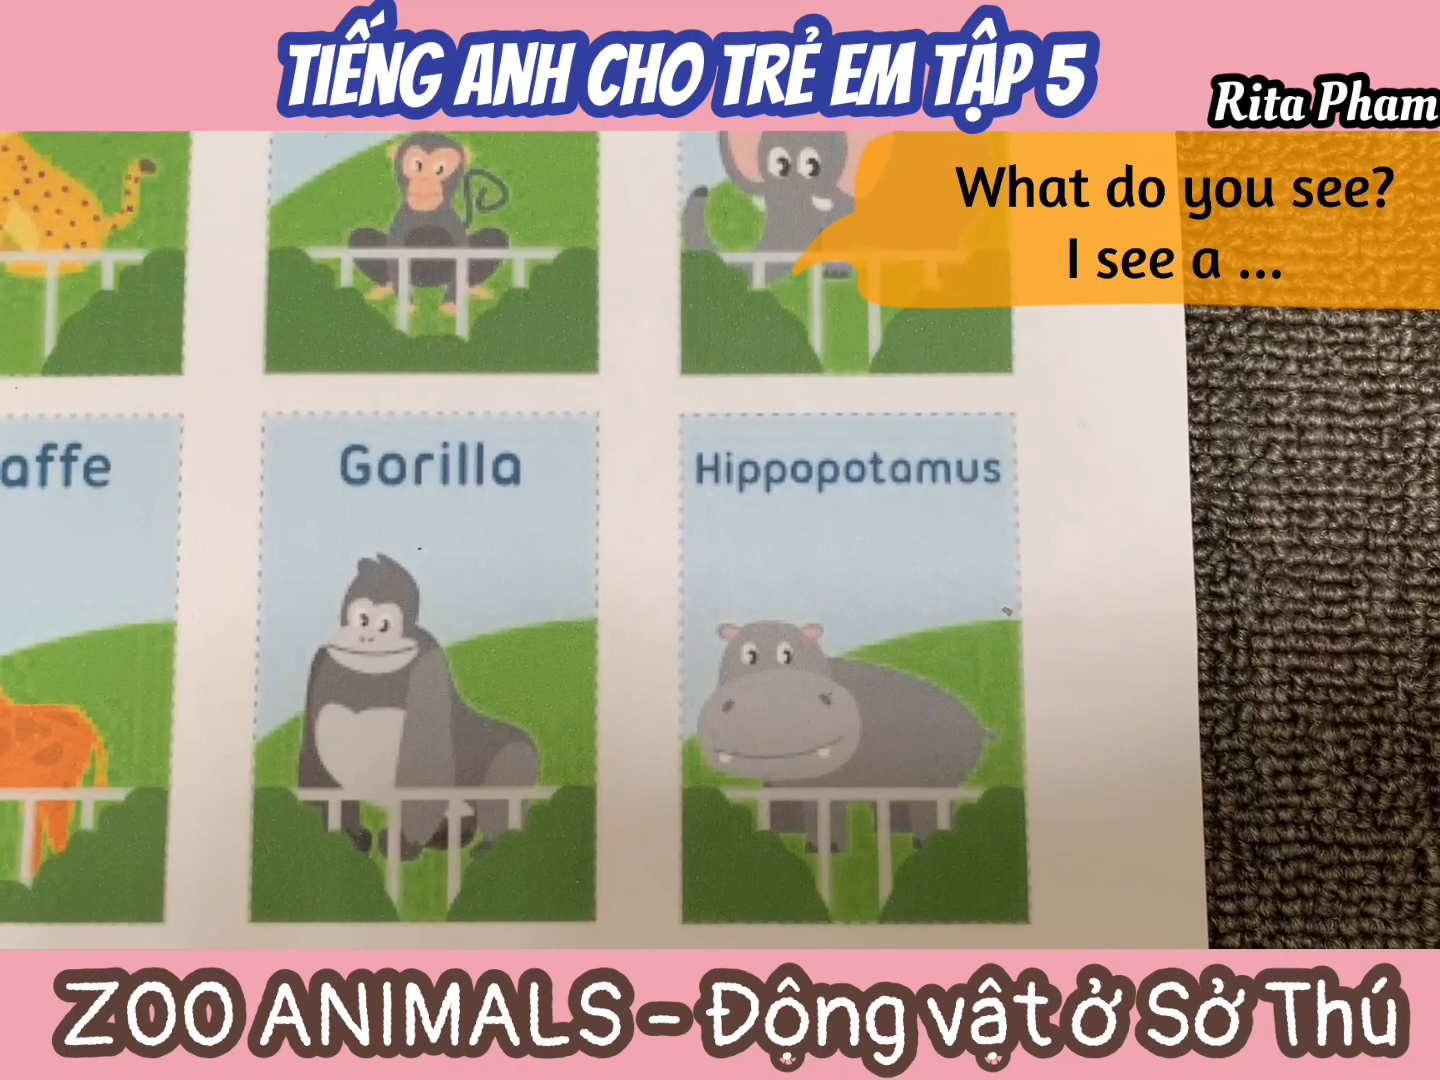 TIẾNG ANH CHO TRẺ EM TẬP 5
Rita Pham
What do you see?
I see a ...
affe
Gorilla
Hippopotamus
ZOO ANIMALS - Động vật ở Sở Thú